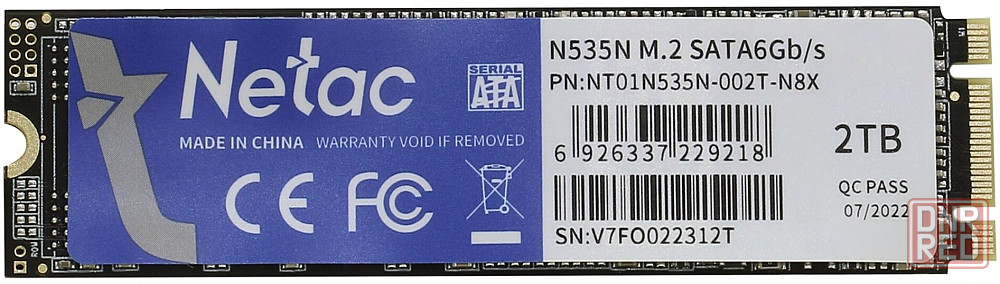 Netac
SERIAL
ATA
MADE IN CHINA WARRANTY VOID IF REMOVED
CE FC
N535N M.2 SATA6Gb/s
PN:NT01N535N-002T-N8X
6 926337 229218
2TB
QC PASS
07/2022
SN:V7FO022312T
DAR
RED